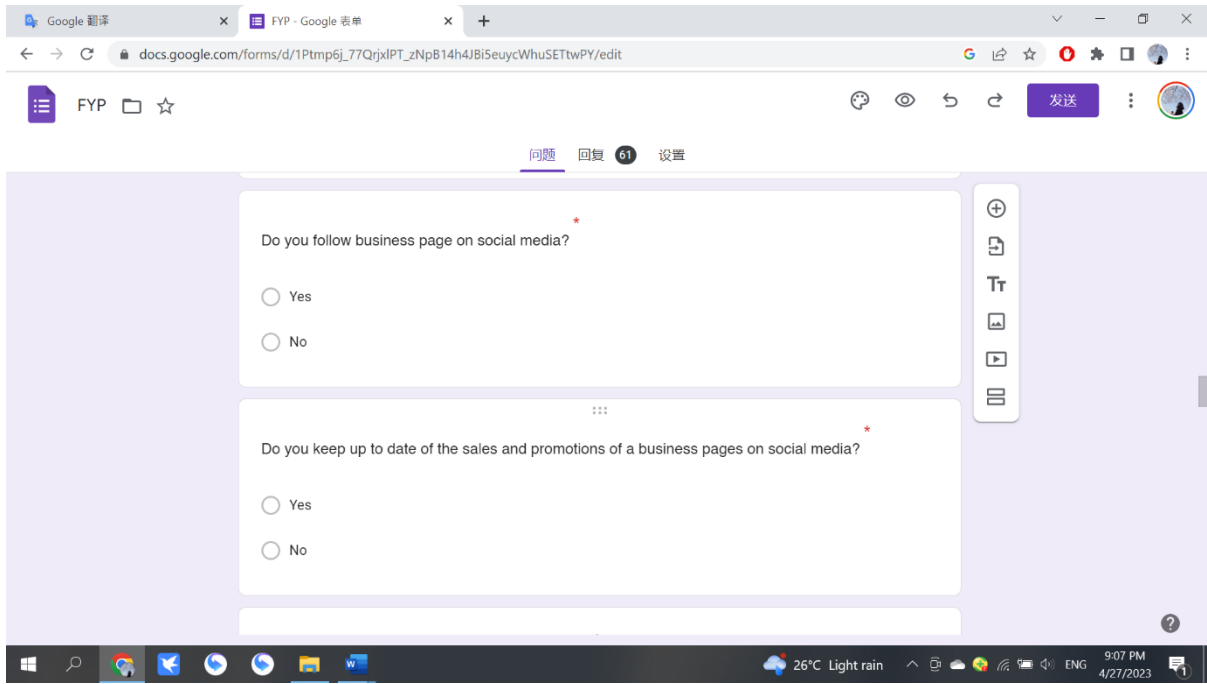 Google 翻译
FYP - Google 表单
docs.google.com/forms/d/1Ptmp6j_77QrjxlPT_zNpB14h4JBi5euycWhuSETtwPY/edit
FYP
发送
问题 回复 61 设置
Do you follow business page on social media? *
Yes
No
Do you keep up to date of the sales and promotions of a business pages on social media? *
Yes
No
26°C Light rain
ENG
9:07 PM
4/27/2023
1